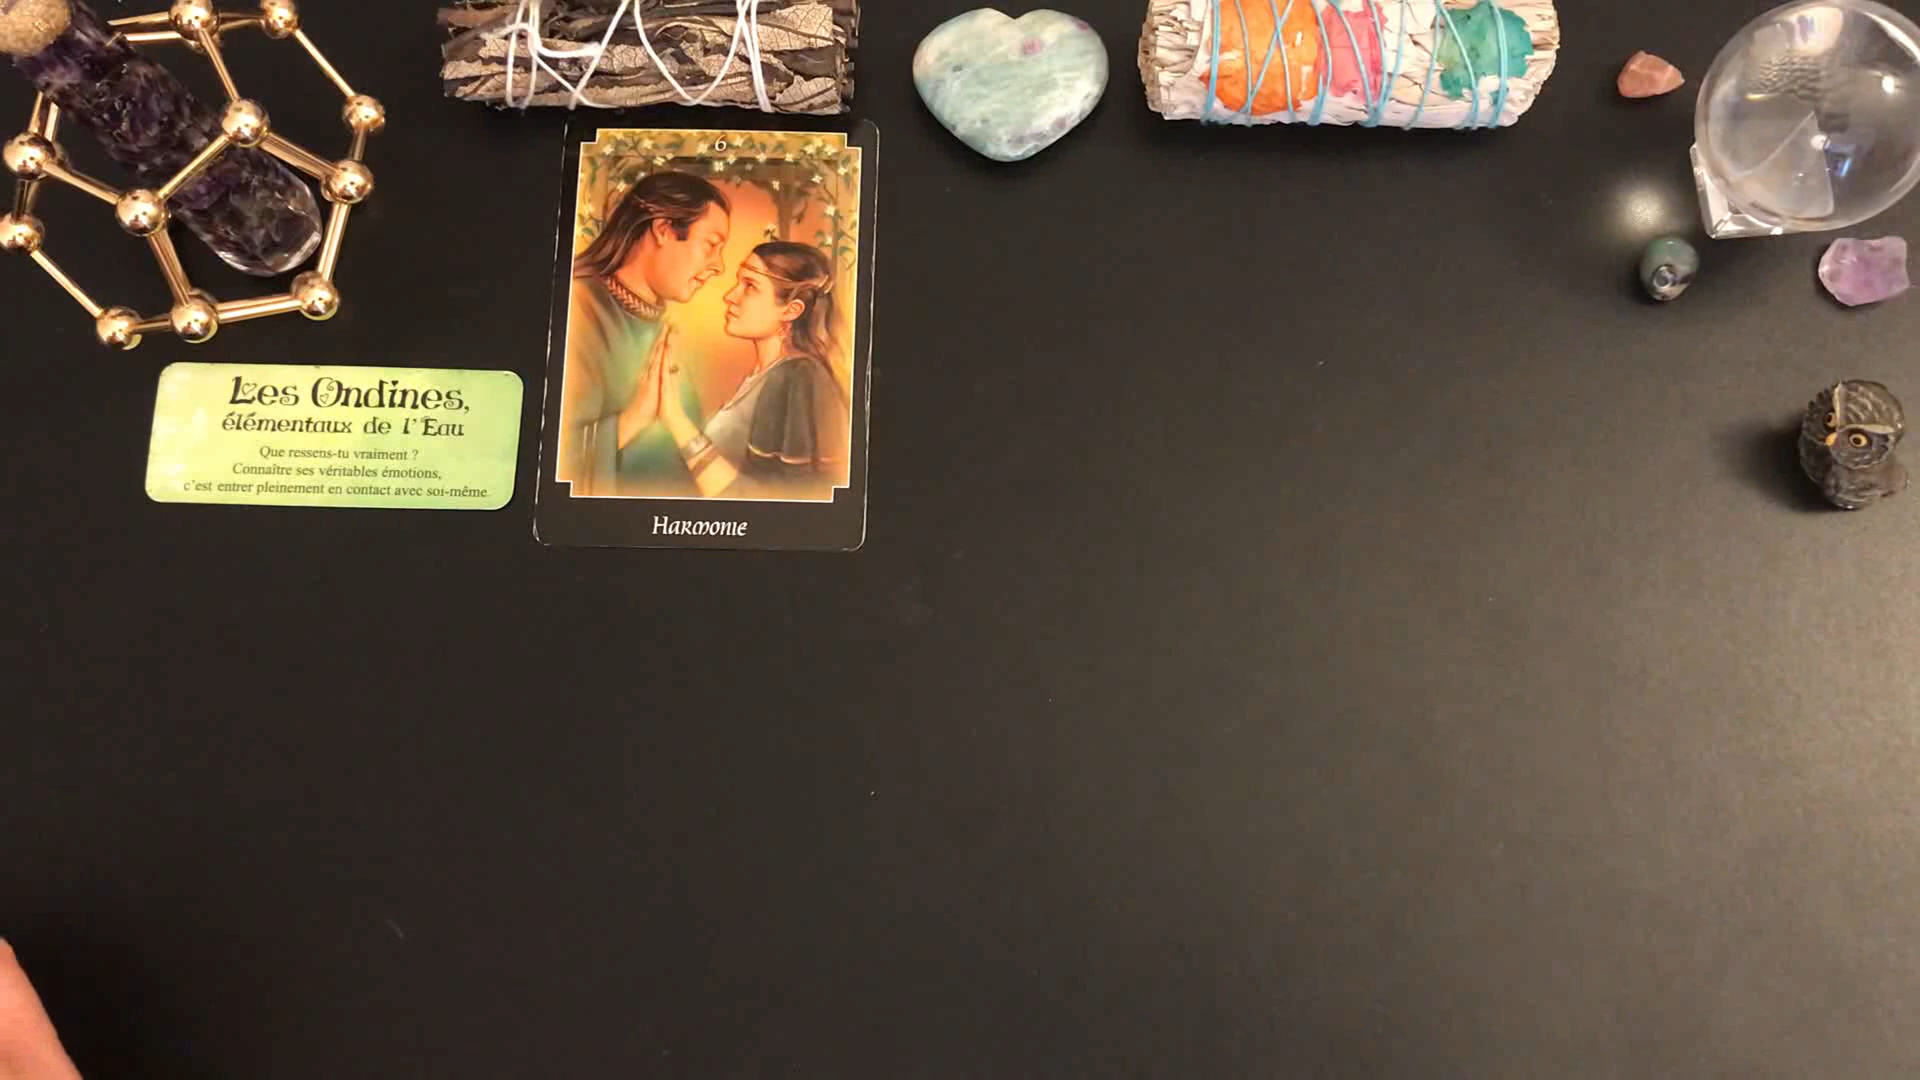 Les Ondines,
élémentaux de l'Eau
Que ressens-tu vraiment ?
Connaître ses véritables émotions,
c'est entrer pleinement en contact avec soi-même
6
Harmonie